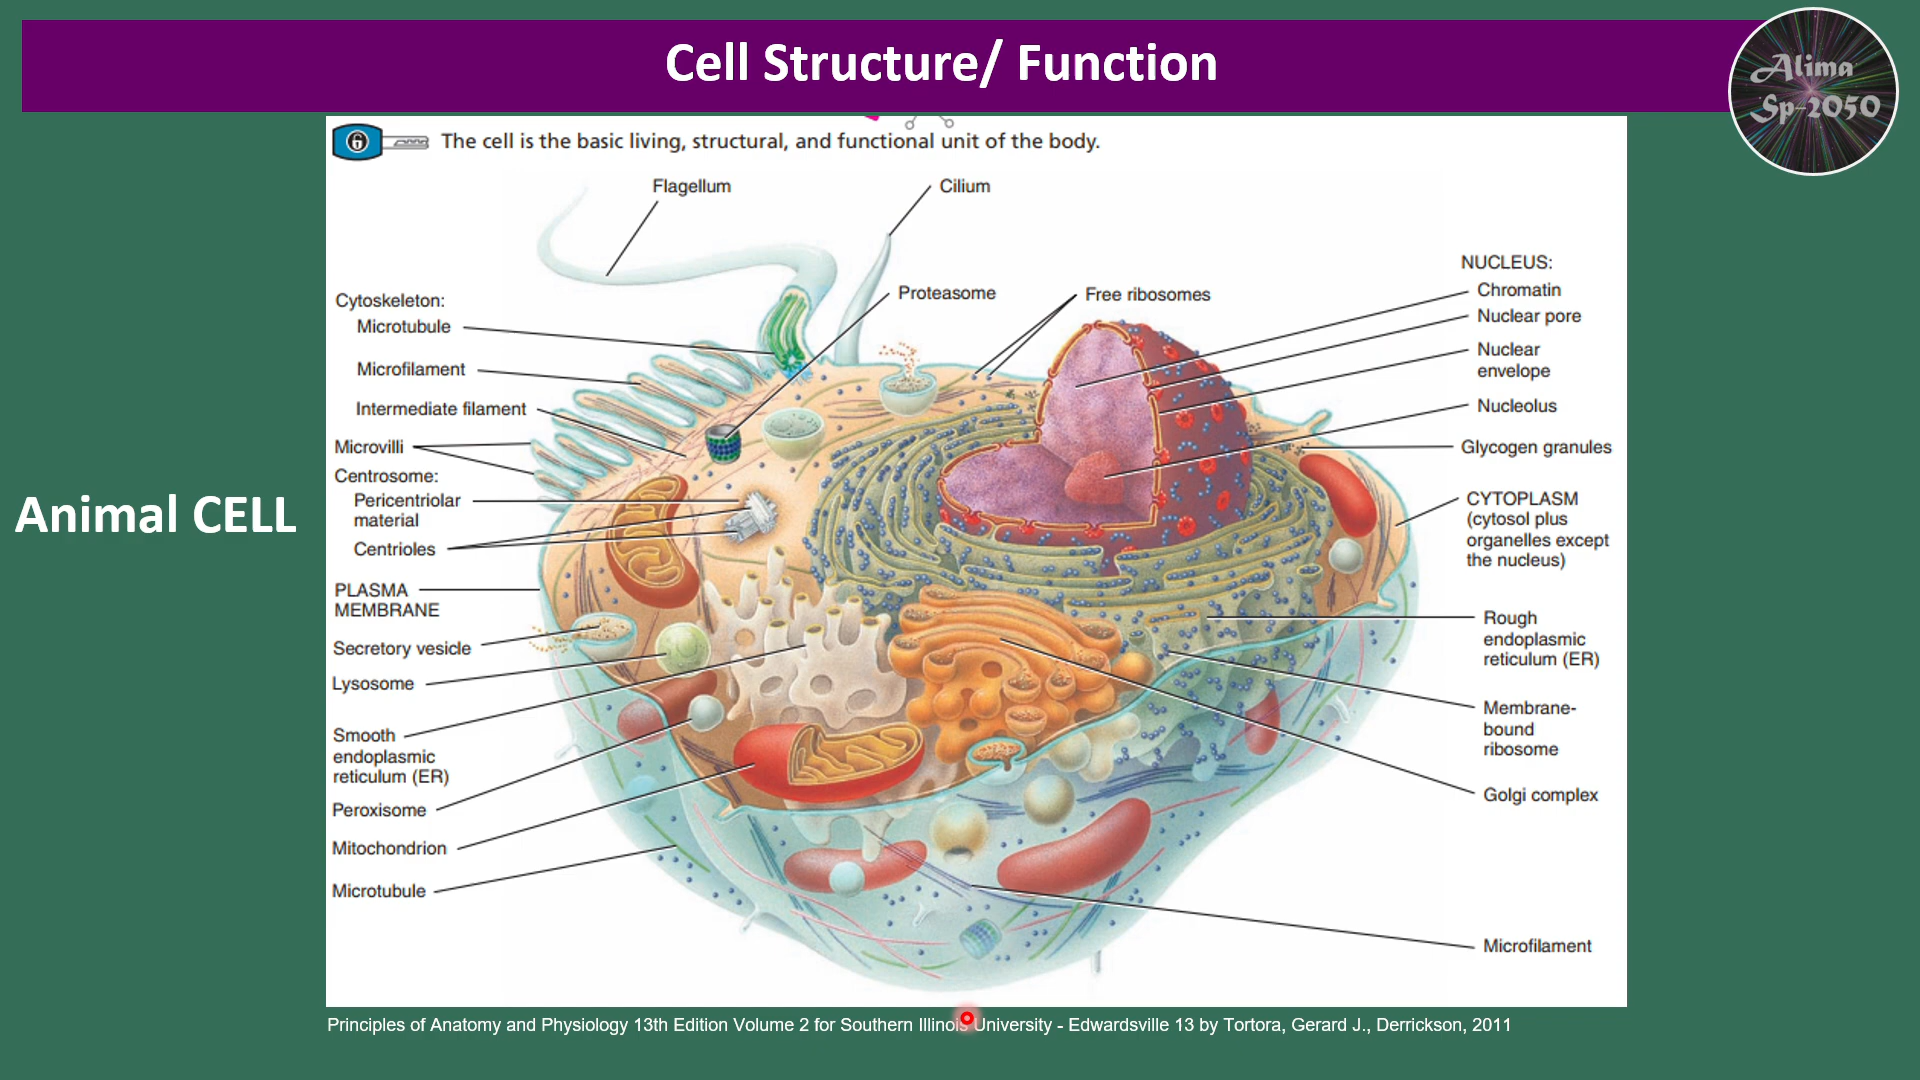 Cell Structure/ Function
Alima
Sp-2050
6
The cell is the basic living, structural, and functional unit of the body.
Flagellum
Cilium
Cytoskeleton:
Microtubule
Microfilament
Intermediate filament
Microvilli
Centrosome:
Pericentriolar
material
Centrioles
PLASMA
MEMBRANE
Secretory vesicle
Lysosome
Smooth
endoplasmic
reticulum (ER)
Peroxisome
Mitochondrion
Microtubule
Proteasome
Free ribosomes
NUCLEUS:
Chromatin
Nuclear pore
Nuclear
envelope
Nucleolus
Glycogen granules
CYTOPLASM
(cytosol plus
organelles except
the nucleus)
Rough
endoplasmic
reticulum (ER)
Membrane-
bound
ribosome
Golgi complex
Microfilament
Animal CELL
Principles of Anatomy and Physiology 13th Edition Volume 2 for Southern Illinois University - Edwardsville 13 by Tortora, Gerard J., Derrickson, 2011